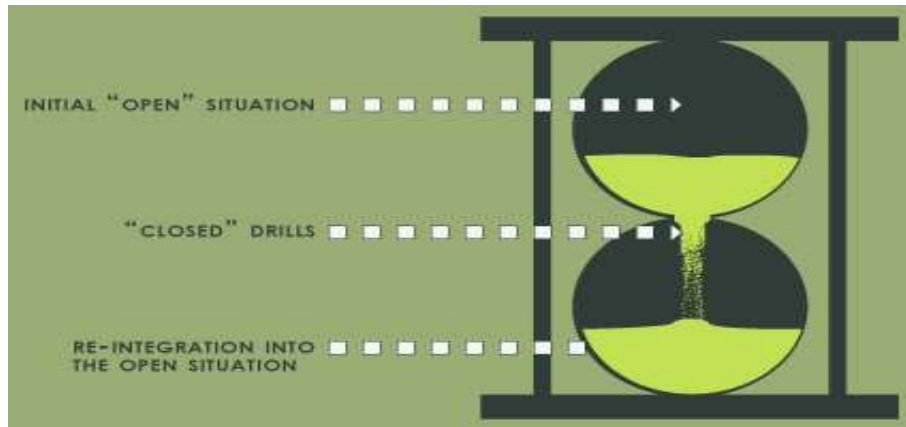 INITIAL “OPEN” SITUATION
“CLOSED” DRILLS
RE-INTEGRATION INTO
THE OPEN SITUATION